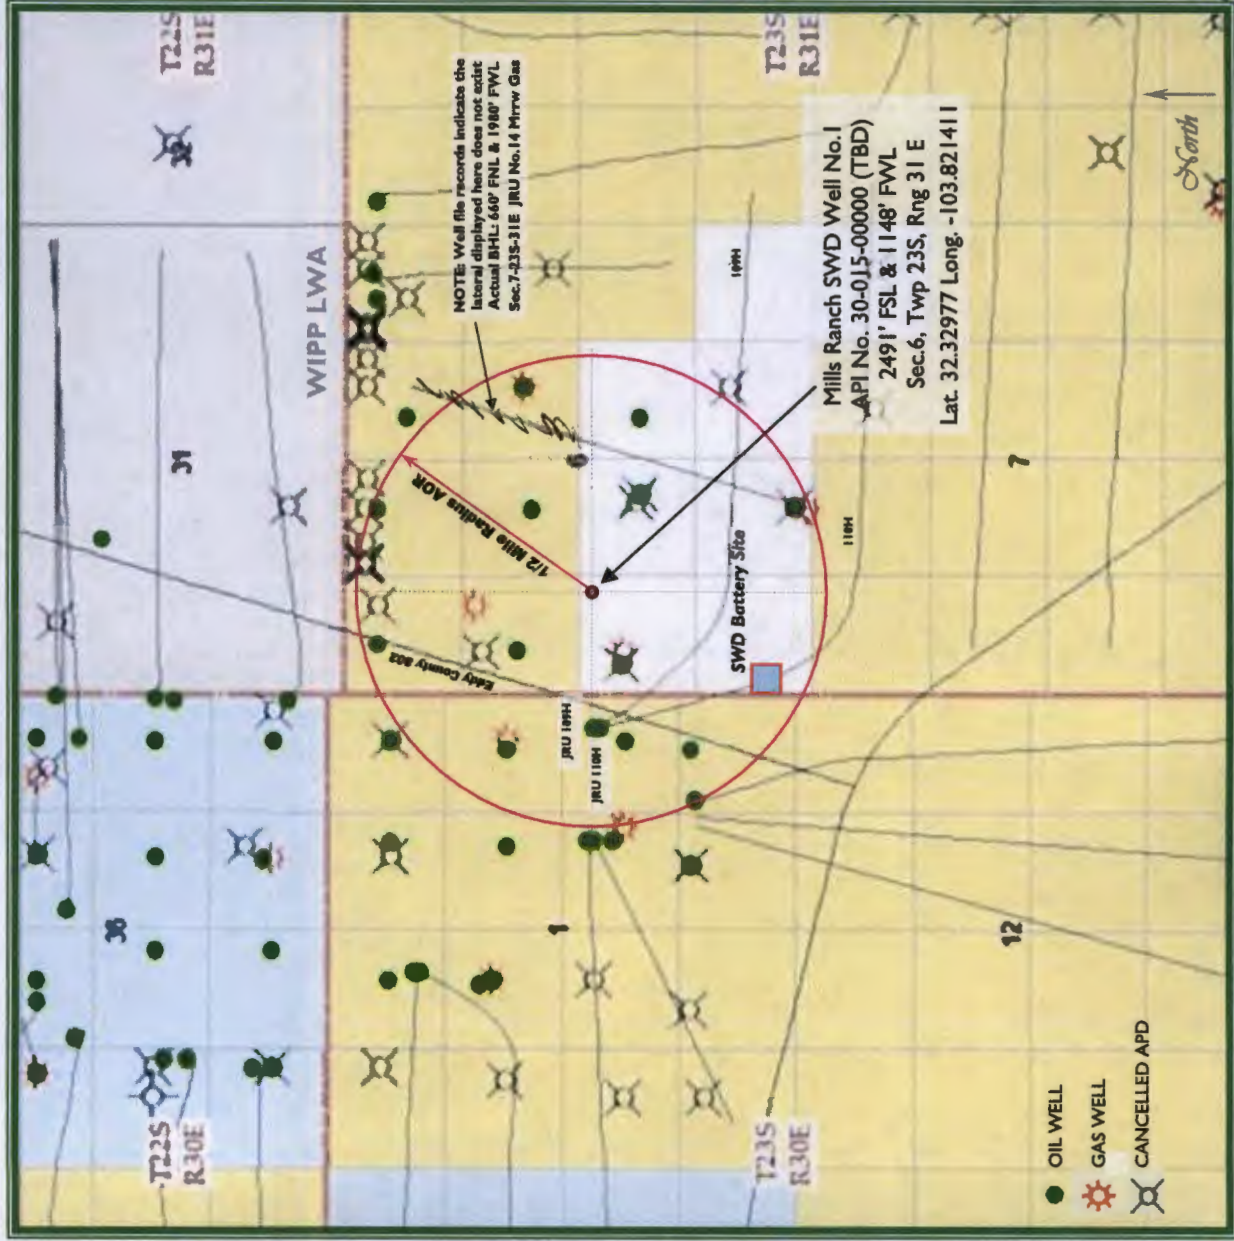 T22S
R31E
32
36
T22S
R30E
31
WIPP LWA
NOTE: Well file records indicate the
lateral displayed here does not exist
Actual BHL: 660' FNL & 1980' FWL
Sec.7-23S-31E JRU No.14 Mrrw Gas
1/2 Mile Radius AOR
Eddy County 802
JRU 109H
JRU 110H
1
6
109H
SWD Battery Site
T23S
R31E
T23S
R30E
110H
Mills Ranch SWD Well No.1
API No. 30-015-00000 (TBD)
2491' FSL & 1148' FWL
Sec.6, Twp 23S, Rng 31 E
Lat. 32.32977 Long. -103.821411
12
7
OIL WELL
GAS WELL
CANCELLED APD
North